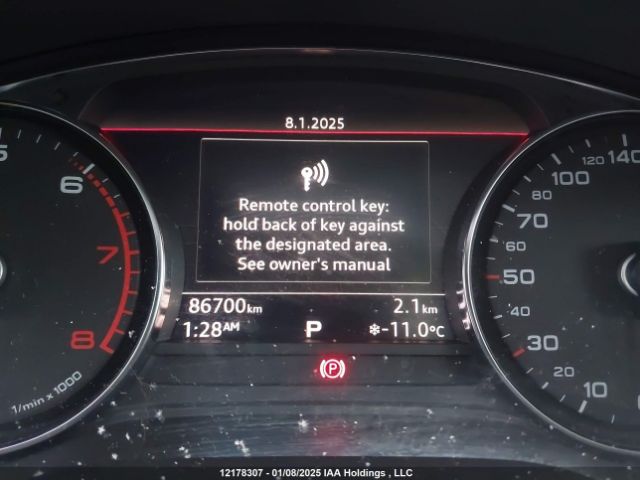 8.1.2025
Remote control key:
hold back of key against
the designated area.
See owner's manual
86700km 2.1km
1:28AM P ❄-11.0°C
(P)
5
6
7
8
1/min x 1000
140
120
100
80
70
60
50
40
30
20
10
12178307 - 01/08/2025 IAA Holdings , LLC